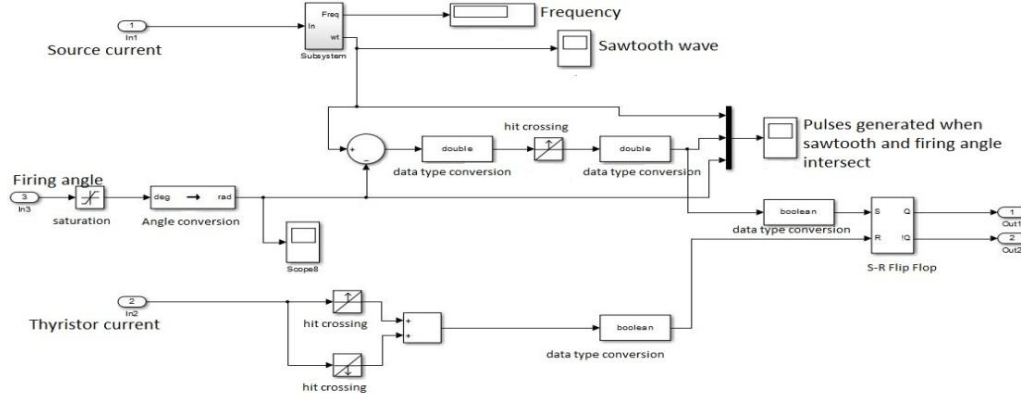 1
In1
Source current
In
Freq
wt
Subsystem
Frequency
Sawtooth wave
+
−
double
data type conversion
hit crossing
double
data type conversion
Pulses generated when
sawtooth and firing angle
intersect
Firing angle
3
In3
saturation
deg → rad
Angle conversion
Scope8
boolean
data type conversion
S Q
R !Q
S-R Flip Flop
1
Out1
2
Out2
2
In2
Thyristor current
hit crossing
hit crossing
+
+
boolean
data type conversion